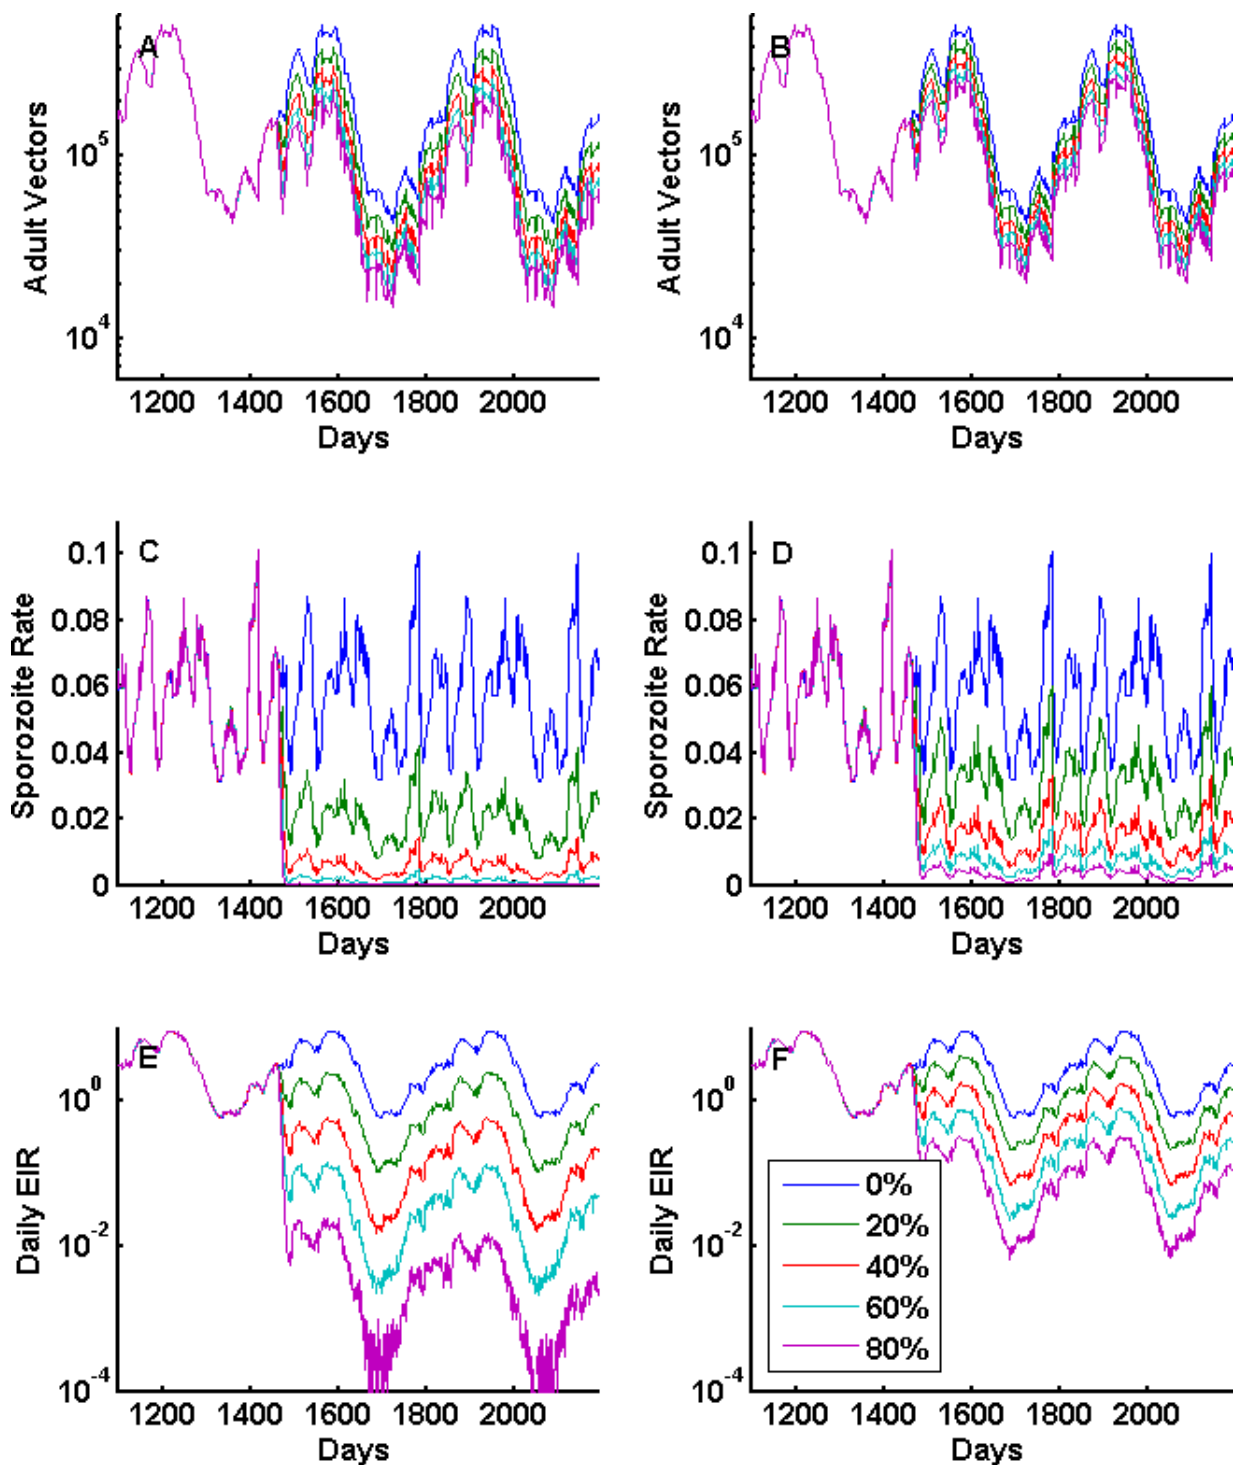 A
Adult Vectors
10^5
10^4
1200 1400 1600 1800 2000
Days
B
Adult Vectors
10^5
10^4
1200 1400 1600 1800 2000
Days
C
Sporozoite Rate
0.1
0.08
0.06
0.04
0.02
0
1200 1400 1600 1800 2000
Days
D
Sporozoite Rate
0.1
0.08
0.06
0.04
0.02
0
1200 1400 1600 1800 2000
Days
E
Daily EIR
10^0
10^-2
10^-4
1200 1400 1600 1800 2000
Days
F
Daily EIR
10^0
10^-2
10^-4
0%
20%
40%
60%
80%
1200 1400 1600 1800 2000
Days